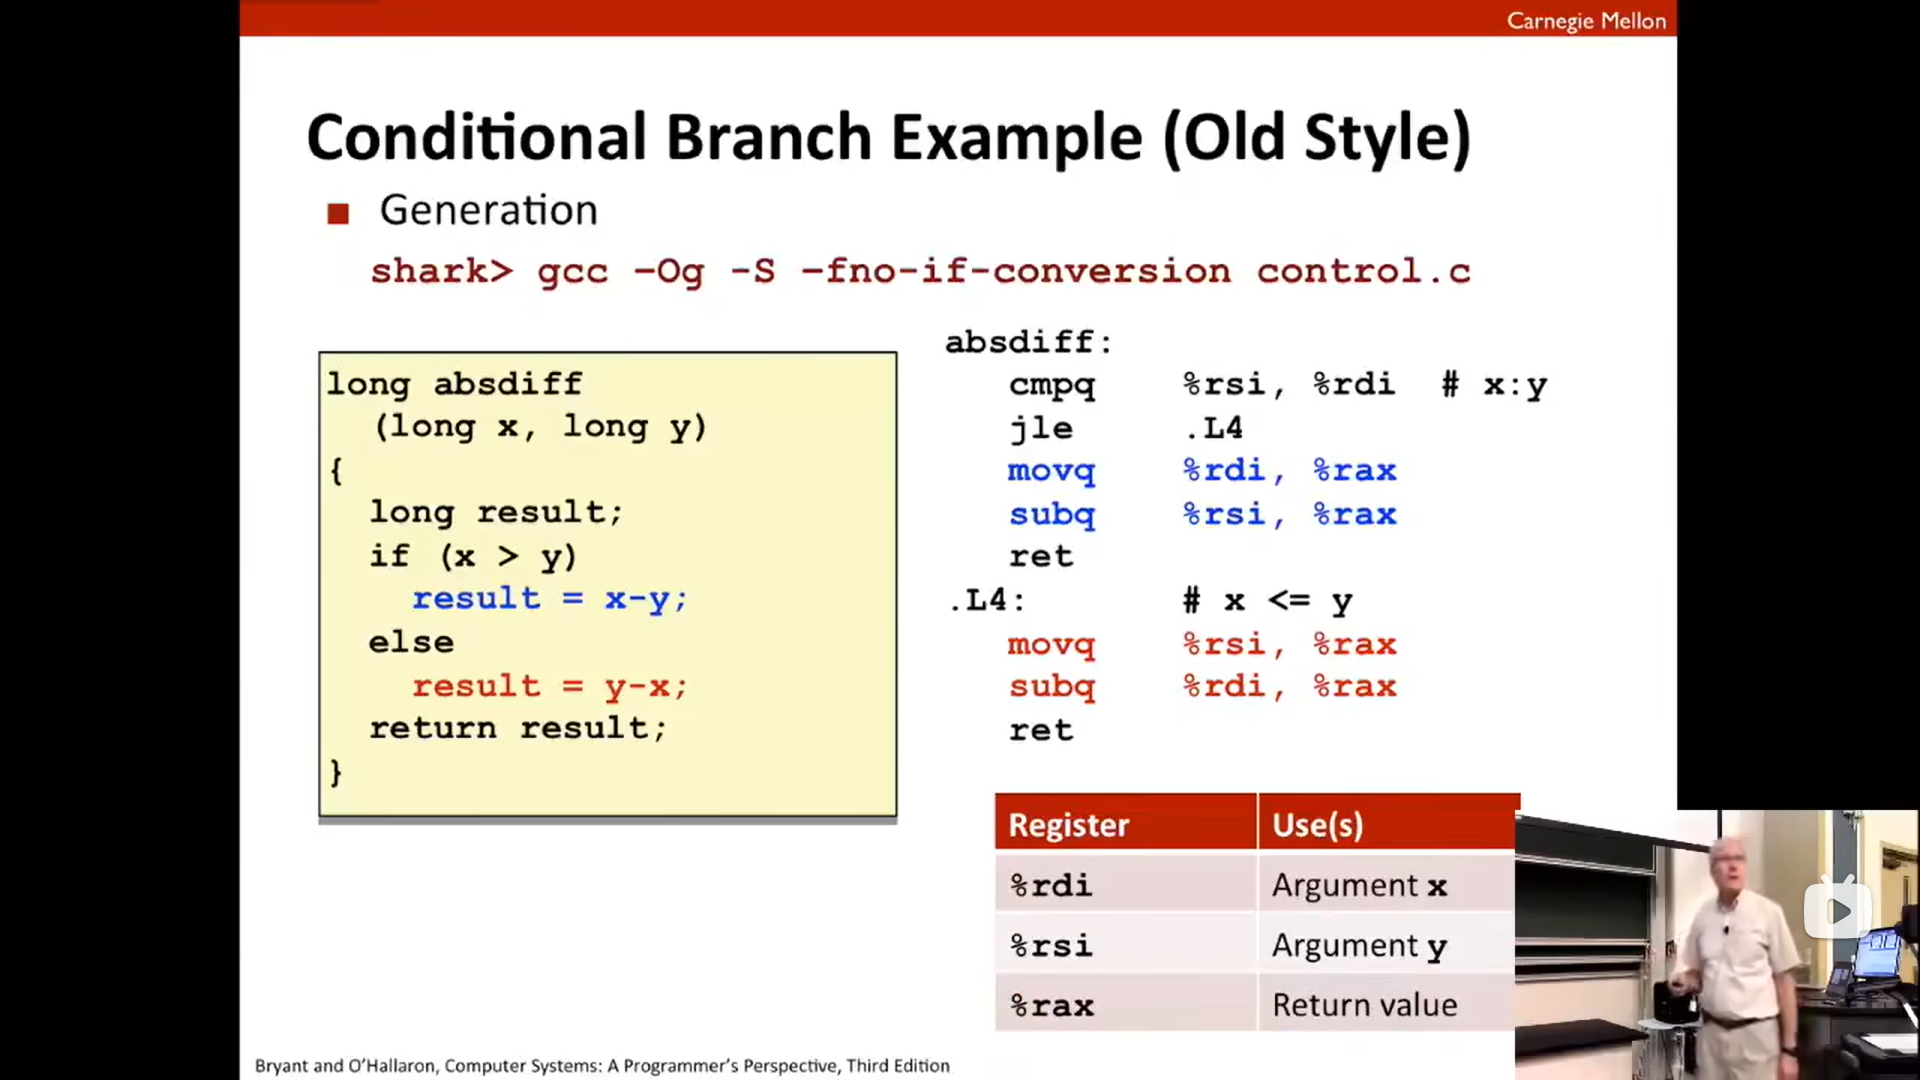 Carnegie Mellon
Conditional Branch Example (Old Style)
Generation
shark> gcc –Og -S –fno-if-conversion control.c
long absdiff
(long x, long y)
{
long result;
if (x > y)
result = x-y;
else
result = y-x;
return result;
}
absdiff:
cmpq %rsi, %rdi # x:y
jle .L4
movq %rdi, %rax
subq %rsi, %rax
ret
.L4: # x <= y
movq %rsi, %rax
subq %rdi, %rax
ret
Register Use(s)
%rdi Argument x
%rsi Argument y
%rax Return value
Bryant and O'Hallaron, Computer Systems: A Programmer's Perspective, Third Edition